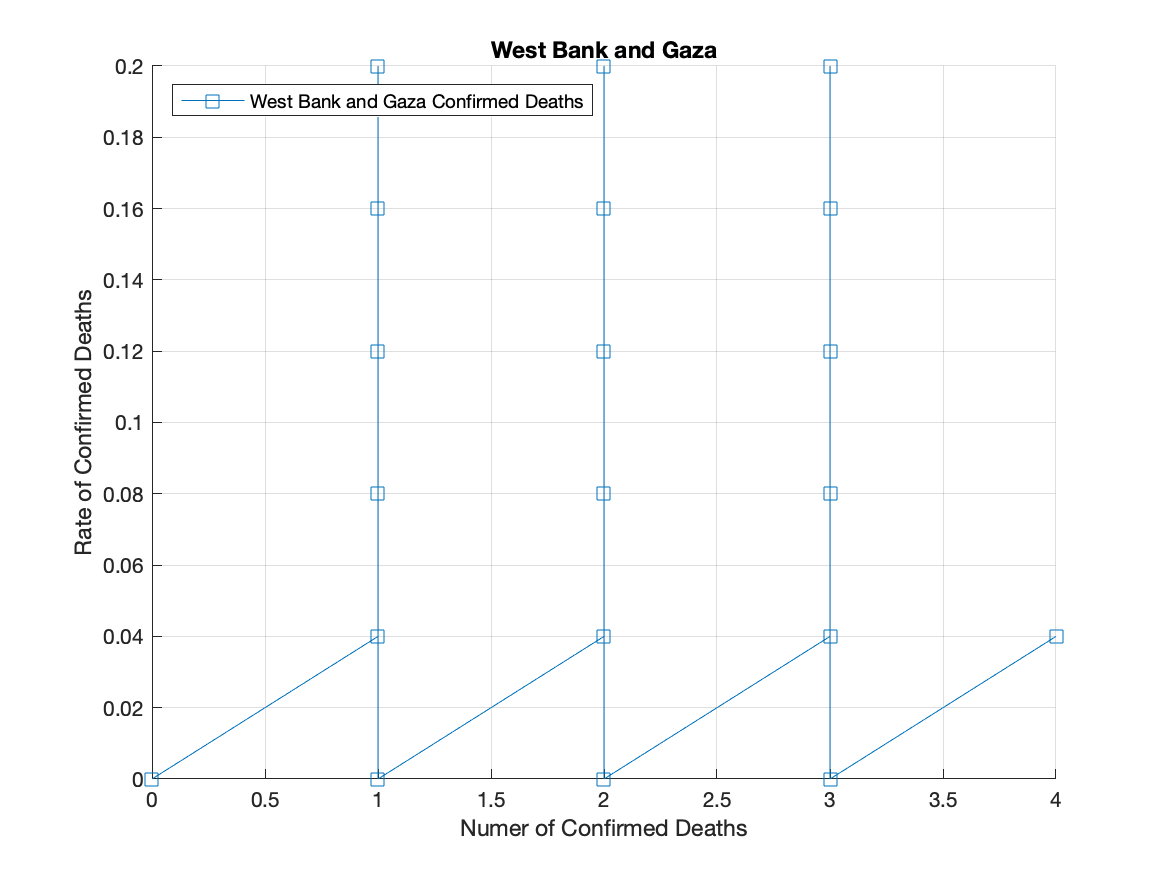 West Bank and Gaza
West Bank and Gaza Confirmed Deaths
Rate of Confirmed Deaths
0.2
0.18
0.16
0.14
0.12
0.1
0.08
0.06
0.04
0.02
0
0 0.5 1 1.5 2 2.5 3 3.5 4
Numer of Confirmed Deaths